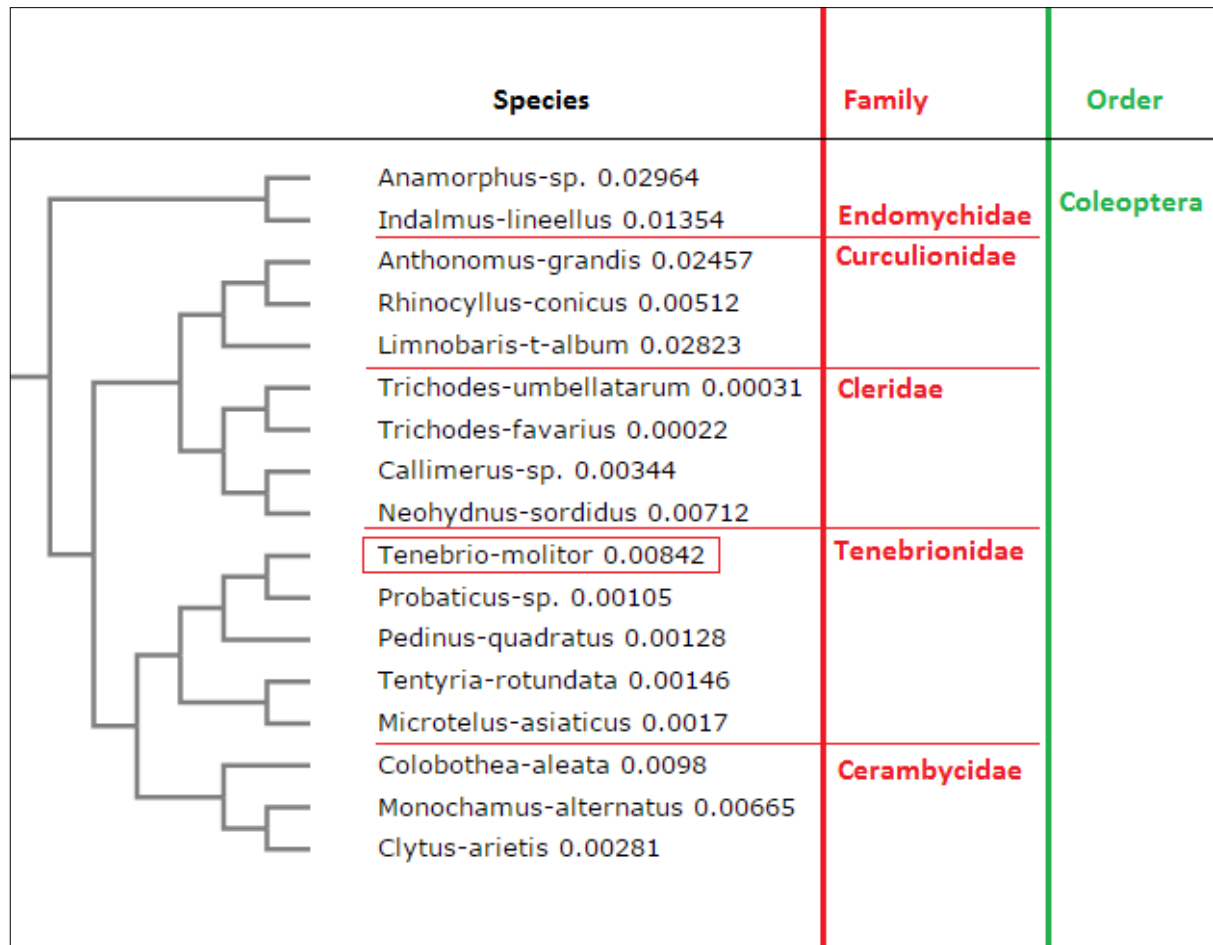 Species Family Order
Anamorphus-sp. 0.02964
Coleoptera
Indalmus-lineellus 0.01354 Endomychidae
Anthonomus-grandis 0.02457 Curculionidae
Rhinocyllus-conicus 0.00512
Limnobaris-t-album 0.02823
Trichodes-umbellatarum 0.00031 Cleridae
Trichodes-favarius 0.00022
Callimerus-sp. 0.00344
Neohydnus-sordidus 0.00712
Tenebrio-molitor 0.00842 Tenebrionidae
Probaticus-sp. 0.00105
Pedinus-quadratus 0.00128
Tentyria-rotundata 0.00146
Microtelus-asiaticus 0.0017
Colobothea-aleata 0.0098 Cerambycidae
Monochamus-alternatus 0.00665
Clytus-arietis 0.00281